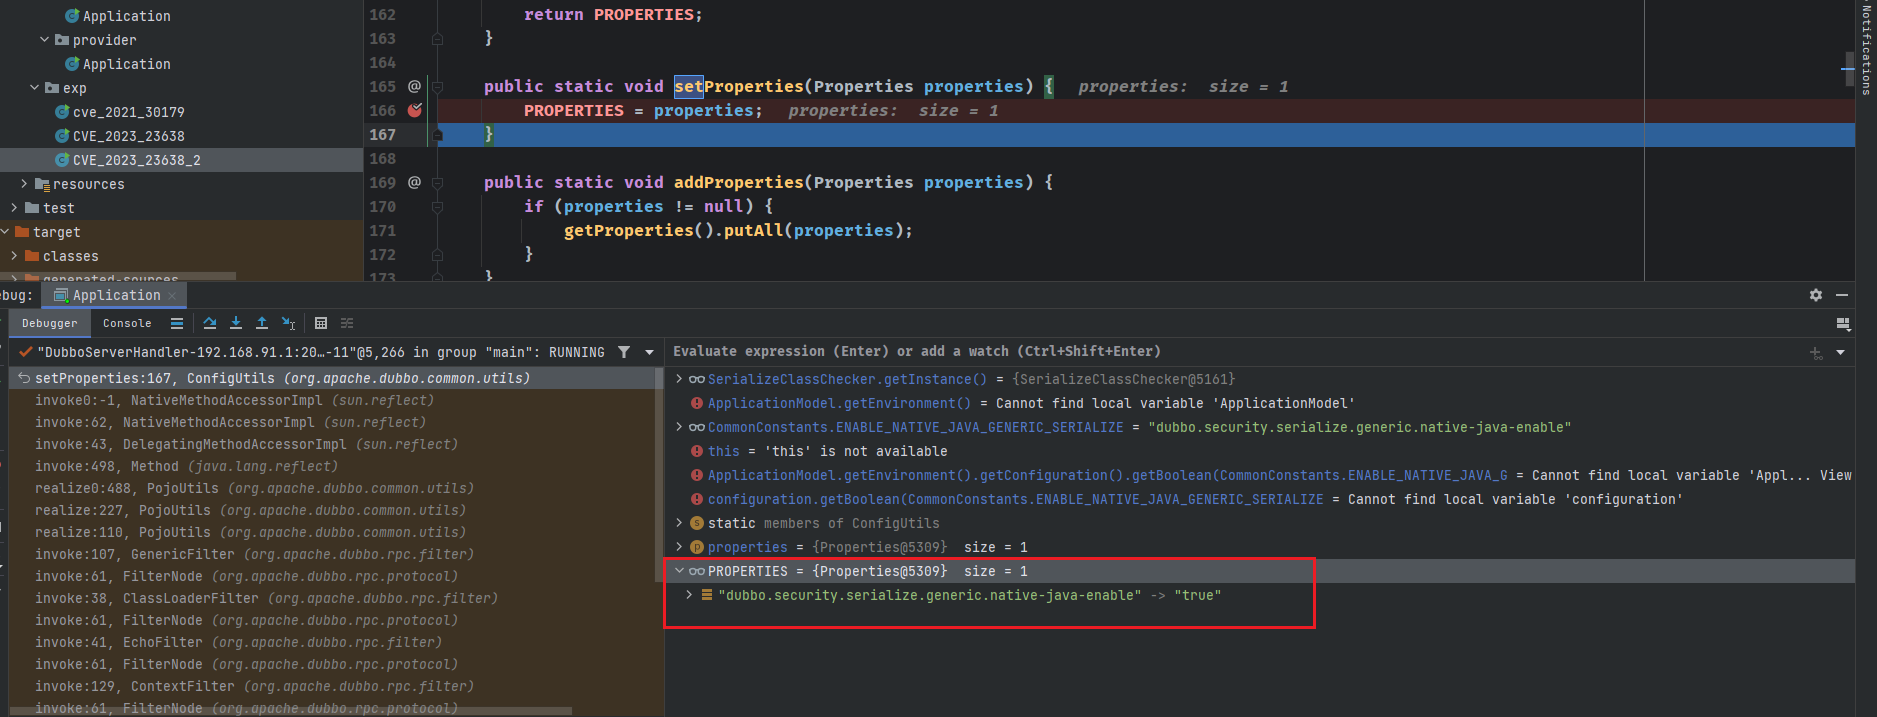 Application
provider
Application
exp
cve_2021_30179
CVE_2023_23638
CVE_2023_23638_2
resources
test
target
classes
generated-sources
162 return PROPERTIES;
163 }
164
165 @ public static void setProperties(Properties properties) { properties: size = 1
166 PROPERTIES = properties; properties: size = 1
167 }
168
169 @ public static void addProperties(Properties properties) {
170 if (properties != null) {
171 getProperties().putAll(properties);
172 }
173 }
Notifications
ebug: Application ×
Debugger Console
"DubboServerHandler-192.168.91.1:20…-11"@5,266 in group "main": RUNNING
setProperties:167, ConfigUtils (org.apache.dubbo.common.utils)
invoke0:-1, NativeMethodAccessorImpl (sun.reflect)
invoke:62, NativeMethodAccessorImpl (sun.reflect)
invoke:43, DelegatingMethodAccessorImpl (sun.reflect)
invoke:498, Method (java.lang.reflect)
realize0:488, PojoUtils (org.apache.dubbo.common.utils)
realize:227, PojoUtils (org.apache.dubbo.common.utils)
realize:110, PojoUtils (org.apache.dubbo.common.utils)
invoke:107, GenericFilter (org.apache.dubbo.rpc.filter)
invoke:61, FilterNode (org.apache.dubbo.rpc.protocol)
invoke:38, ClassLoaderFilter (org.apache.dubbo.rpc.filter)
invoke:61, FilterNode (org.apache.dubbo.rpc.protocol)
invoke:41, EchoFilter (org.apache.dubbo.rpc.filter)
invoke:61, FilterNode (org.apache.dubbo.rpc.protocol)
invoke:129, ContextFilter (org.apache.dubbo.rpc.filter)
invoke:61, FilterNode (org.apache.dubbo.rpc.protocol)
Evaluate expression (Enter) or add a watch (Ctrl+Shift+Enter)
SerializeClassChecker.getInstance() = {SerializeClassChecker@5161}
ApplicationModel.getEnvironment() = Cannot find local variable 'ApplicationModel'
CommonConstants.ENABLE_NATIVE_JAVA_GENERIC_SERIALIZE = "dubbo.security.serialize.generic.native-java-enable"
this = 'this' is not available
ApplicationModel.getEnvironment().getConfiguration().getBoolean(CommonConstants.ENABLE_NATIVE_JAVA_G = Cannot find local variable 'Appl... View
configuration.getBoolean(CommonConstants.ENABLE_NATIVE_JAVA_GENERIC_SERIALIZE = Cannot find local variable 'configuration'
static members of ConfigUtils
properties = {Properties@5309} size = 1
PROPERTIES = {Properties@5309} size = 1
"dubbo.security.serialize.generic.native-java-enable" -> "true"